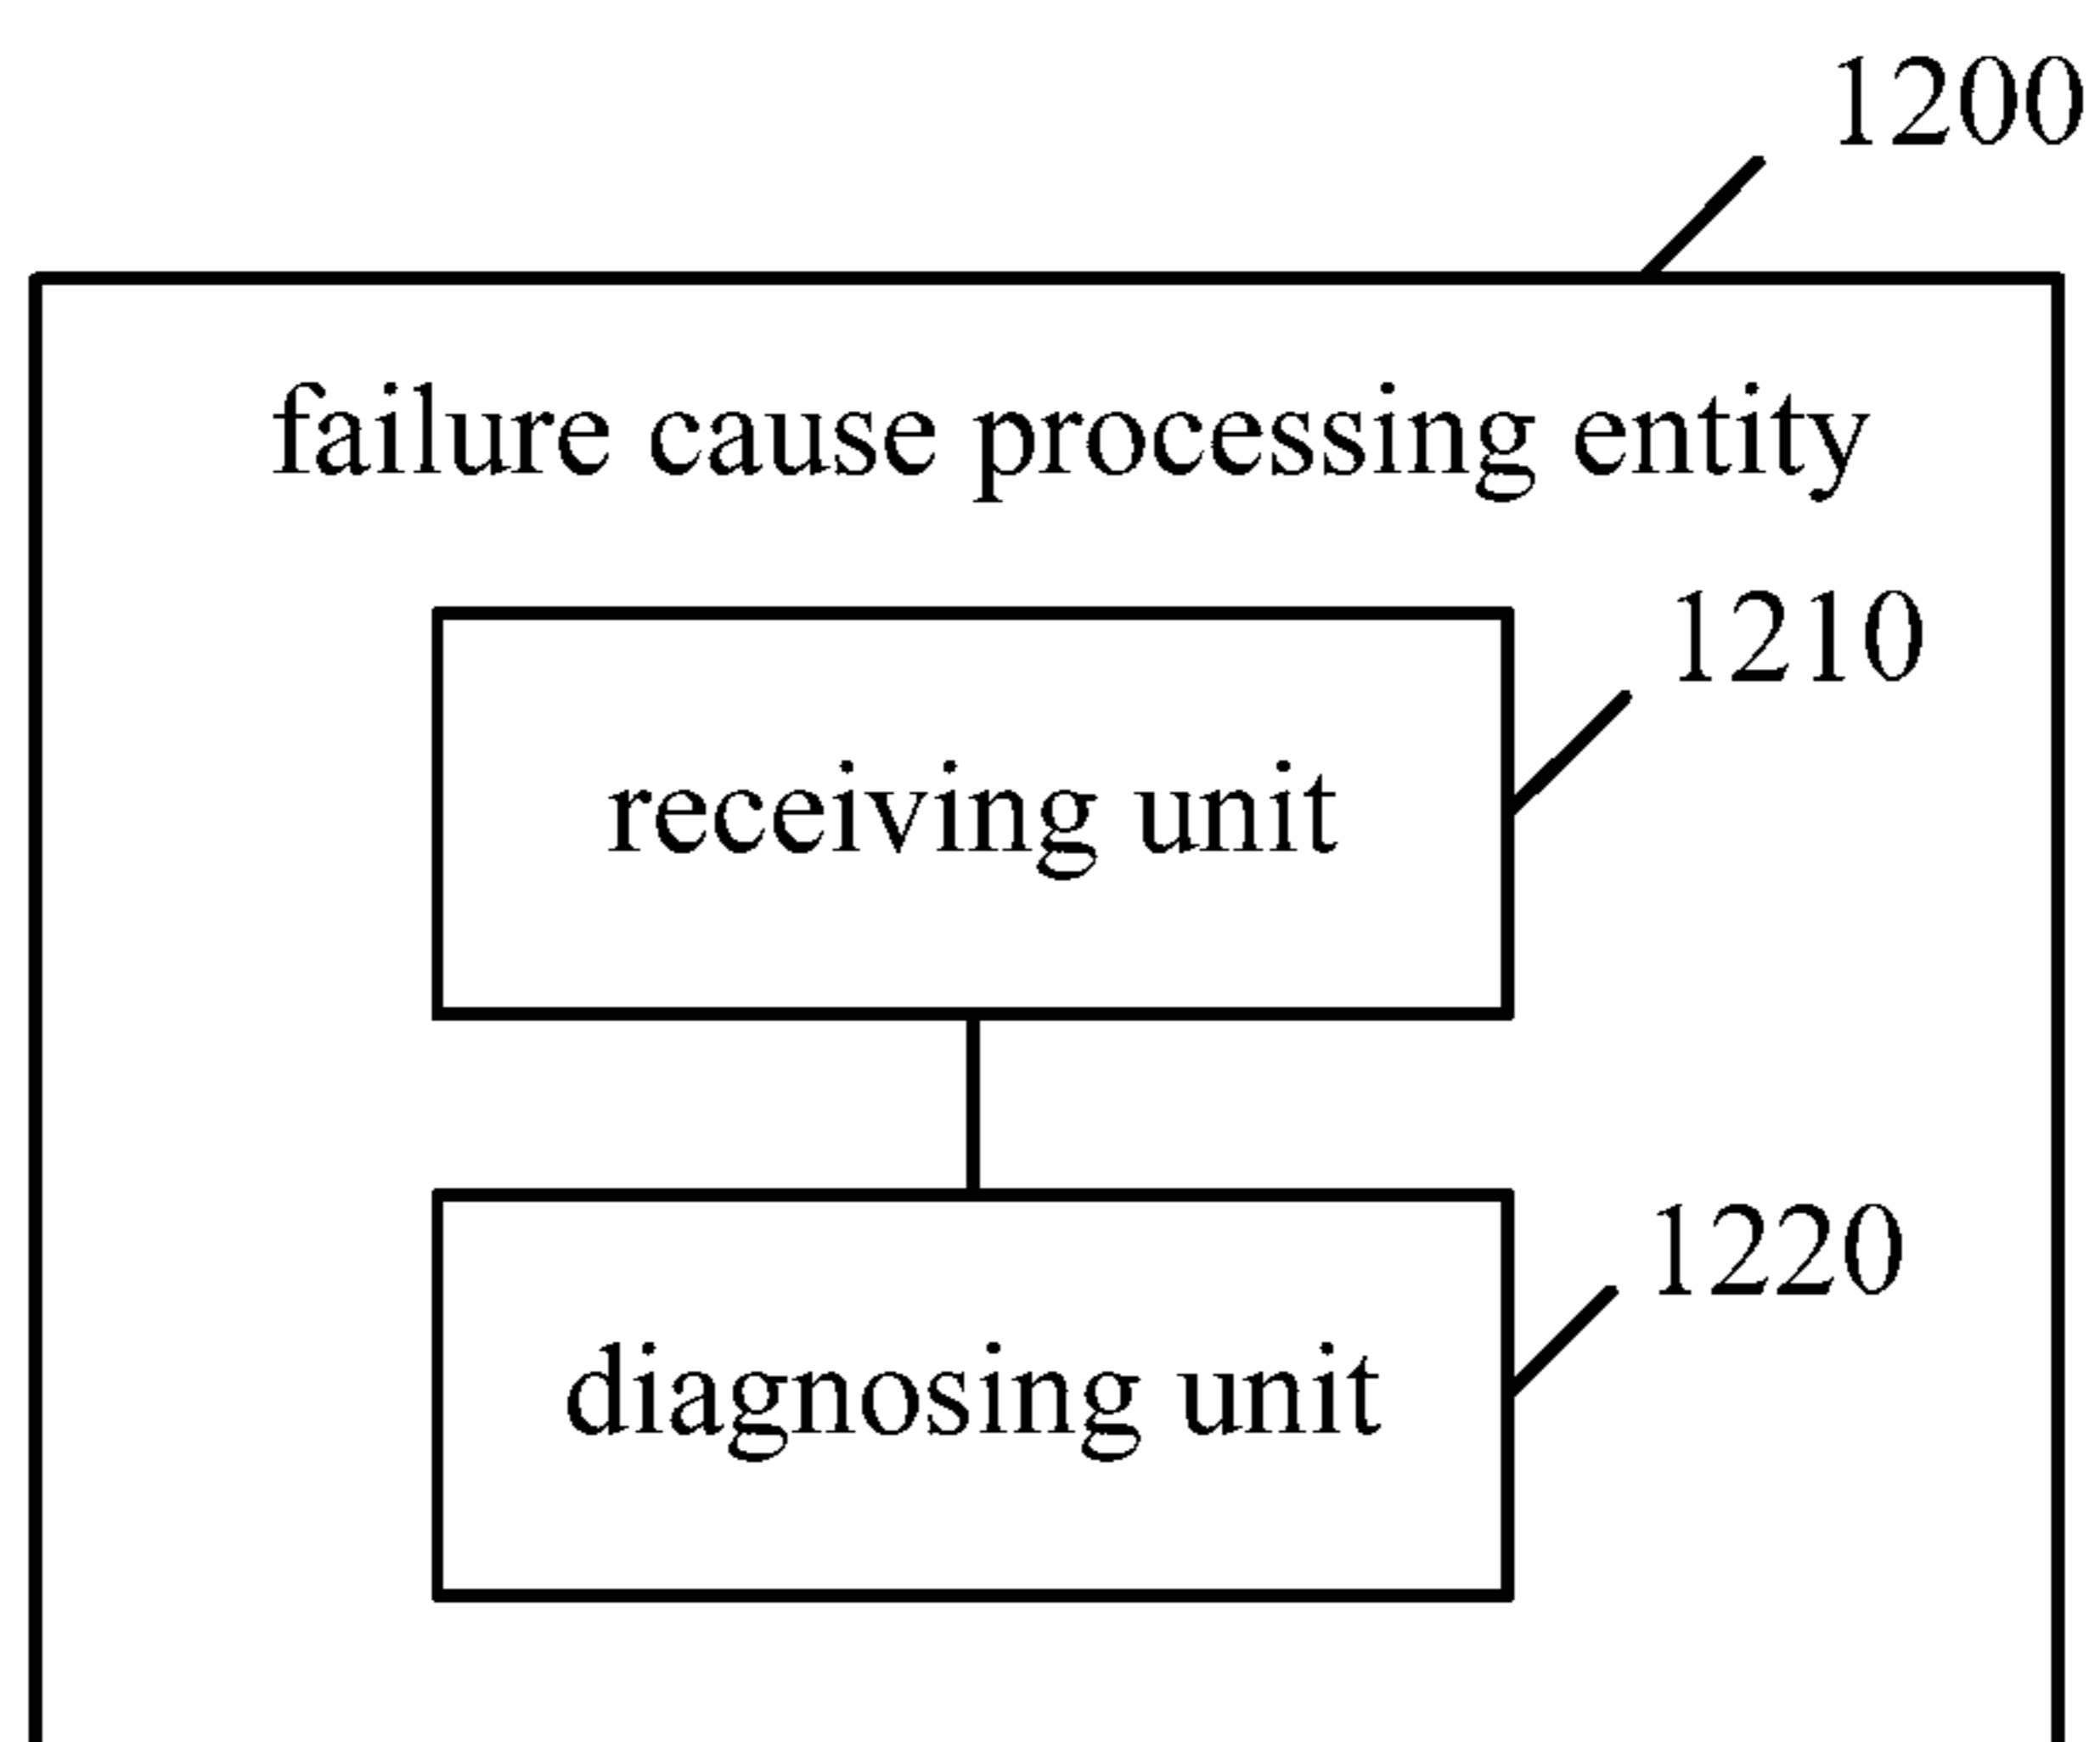 1200
failure cause processing entity
1210
receiving unit
1220
diagnosing unit